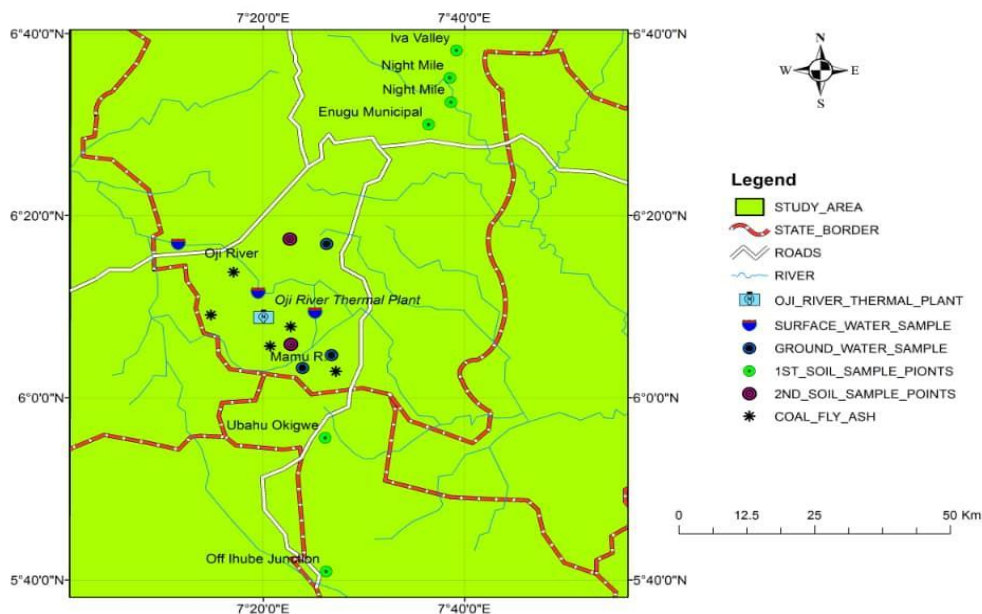 7°20'0"E 7°40'0"E
6°40'0"N 6°40'0"N
Iva Valley
Night Mile
Night Mile
Enugu Municipal
6°20'0"N 6°20'0"N
Oji River
Oji River Thermal Plant
Mamu R.
6°0'0"N 6°0'0"N
Ubahu Okigwe
Off Ihube Junction
5°40'0"N 5°40'0"N
7°20'0"E 7°40'0"E
N
W E
S
Legend
STUDY_AREA
STATE_BORDER
ROADS
RIVER
OJI_RIVER_THERMAL_PLANT
SURFACE_WATER_SAMPLE
GROUND_WATER_SAMPLE
1ST_SOIL_SAMPLE_PIONTS
2ND_SOIL_SAMPLE_POINTS
COAL_FLY_ASH
0 12.5 25 50 Km